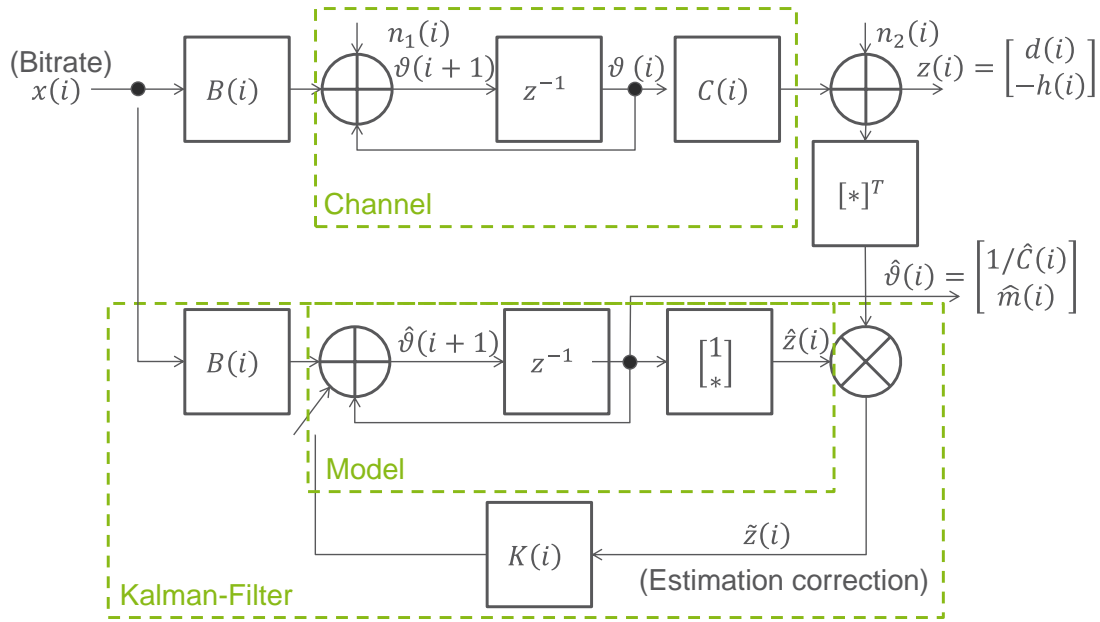 n₁(i)
n₂(i)
(Bitrate)
x(i)
B(i)
ϑ(i + 1)
z⁻¹
ϑ (i)
C(i)
z(i) = [d(i) −h(i)]
Channel
[∗]ᵀ
ϑ̂(i) = [1/Ĉ(i) m̂(i)]
B(i)
ϑ̂(i + 1)
z⁻¹
[1 ∗]
ẑ(i)
Model
K(i)
z̃(i)
(Estimation correction)
Kalman-Filter